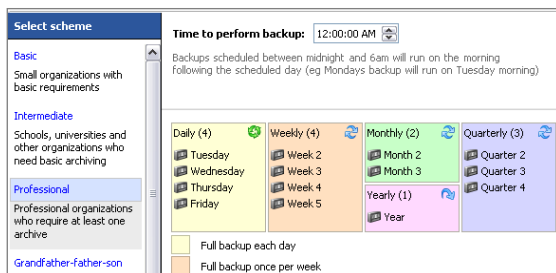 Select scheme
Basic
Small organizations with
basic requirements
Intermediate
Schools, universities and
other organizations who
need basic archiving
Professional
Professional organizations
who require at least one
archive
Grandfather-father-son
Time to perform backup: 12:00:00 AM
Backups scheduled between midnight and 6am will run on the morning
following the scheduled day (eg Mondays backup will run on Tuesday morning)
Daily (4)
Tuesday
Wednesday
Thursday
Friday
Weekly (4)
Week 2
Week 3
Week 4
Week 5
Monthly (2)
Month 2
Month 3
Yearly (1)
Year
Quarterly (3)
Quarter 2
Quarter 3
Quarter 4
Full backup each day
Full backup once per week